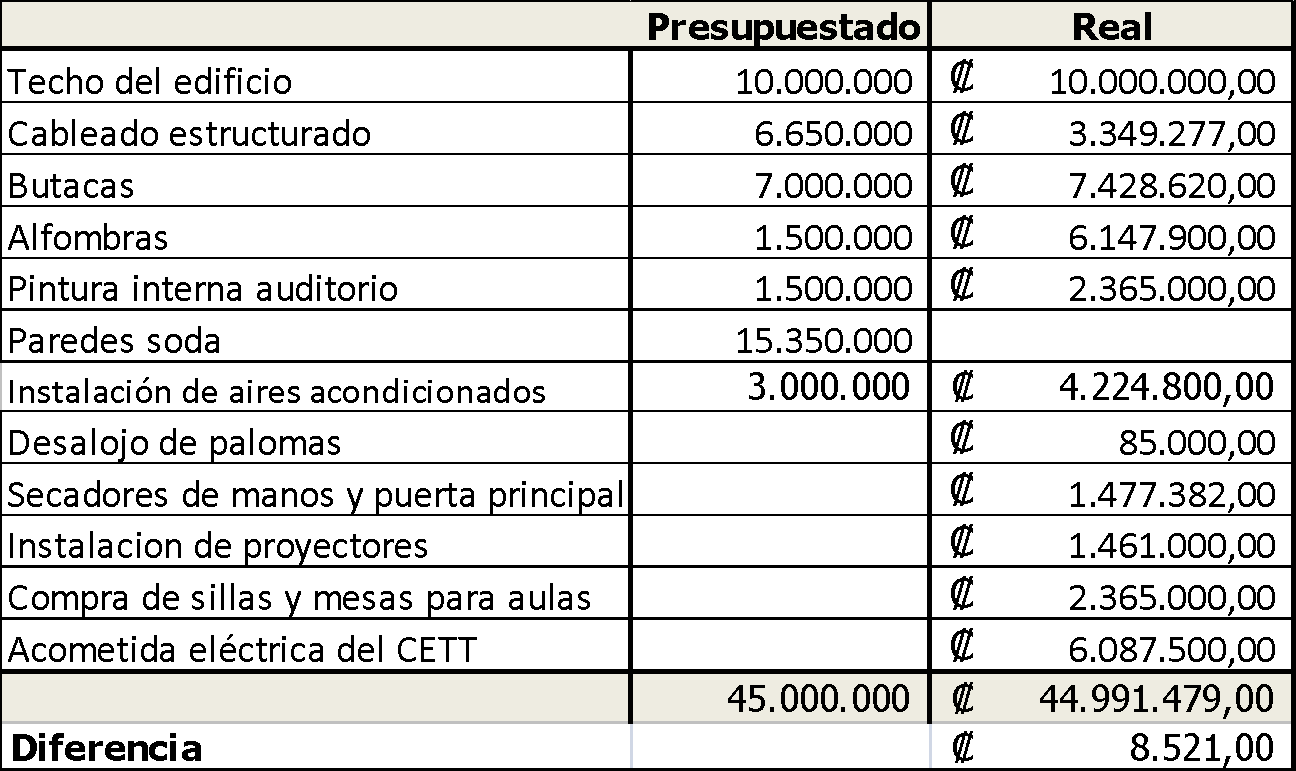 Presupuestado Real
Techo del edificio 10.000.000 ₡ 10.000.000,00
Cableado estructurado 6.650.000 ₡ 3.349.277,00
Butacas 7.000.000 ₡ 7.428.620,00
Alfombras 1.500.000 ₡ 6.147.900,00
Pintura interna auditorio 1.500.000 ₡ 2.365.000,00
Paredes soda 15.350.000
Instalación de aires acondicionados 3.000.000 ₡ 4.224.800,00
Desalojo de palomas ₡ 85.000,00
Secadores de manos y puerta principal ₡ 1.477.382,00
Instalacion de proyectores ₡ 1.461.000,00
Compra de sillas y mesas para aulas ₡ 2.365.000,00
Acometida eléctrica del CETT ₡ 6.087.500,00
45.000.000 ₡ 44.991.479,00
Diferencia ₡ 8.521,00